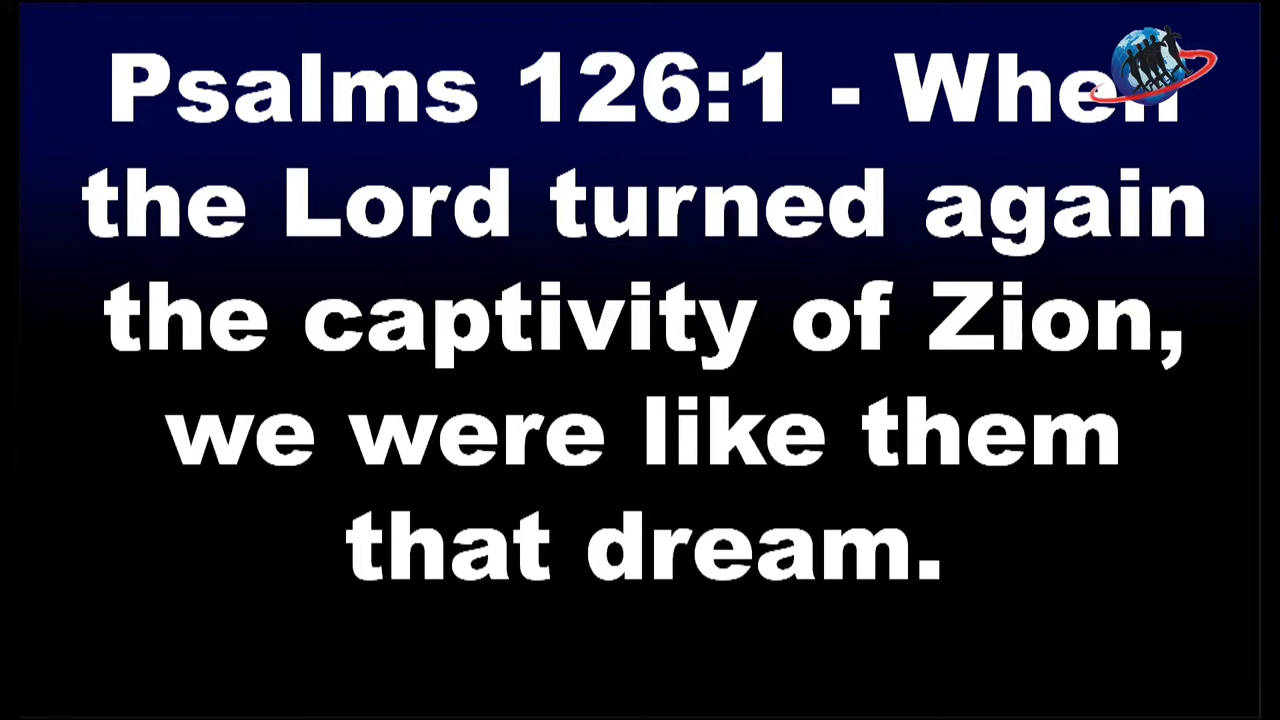 Psalms 126:1 - When
the Lord turned again
the captivity of Zion,
we were like them
that dream.